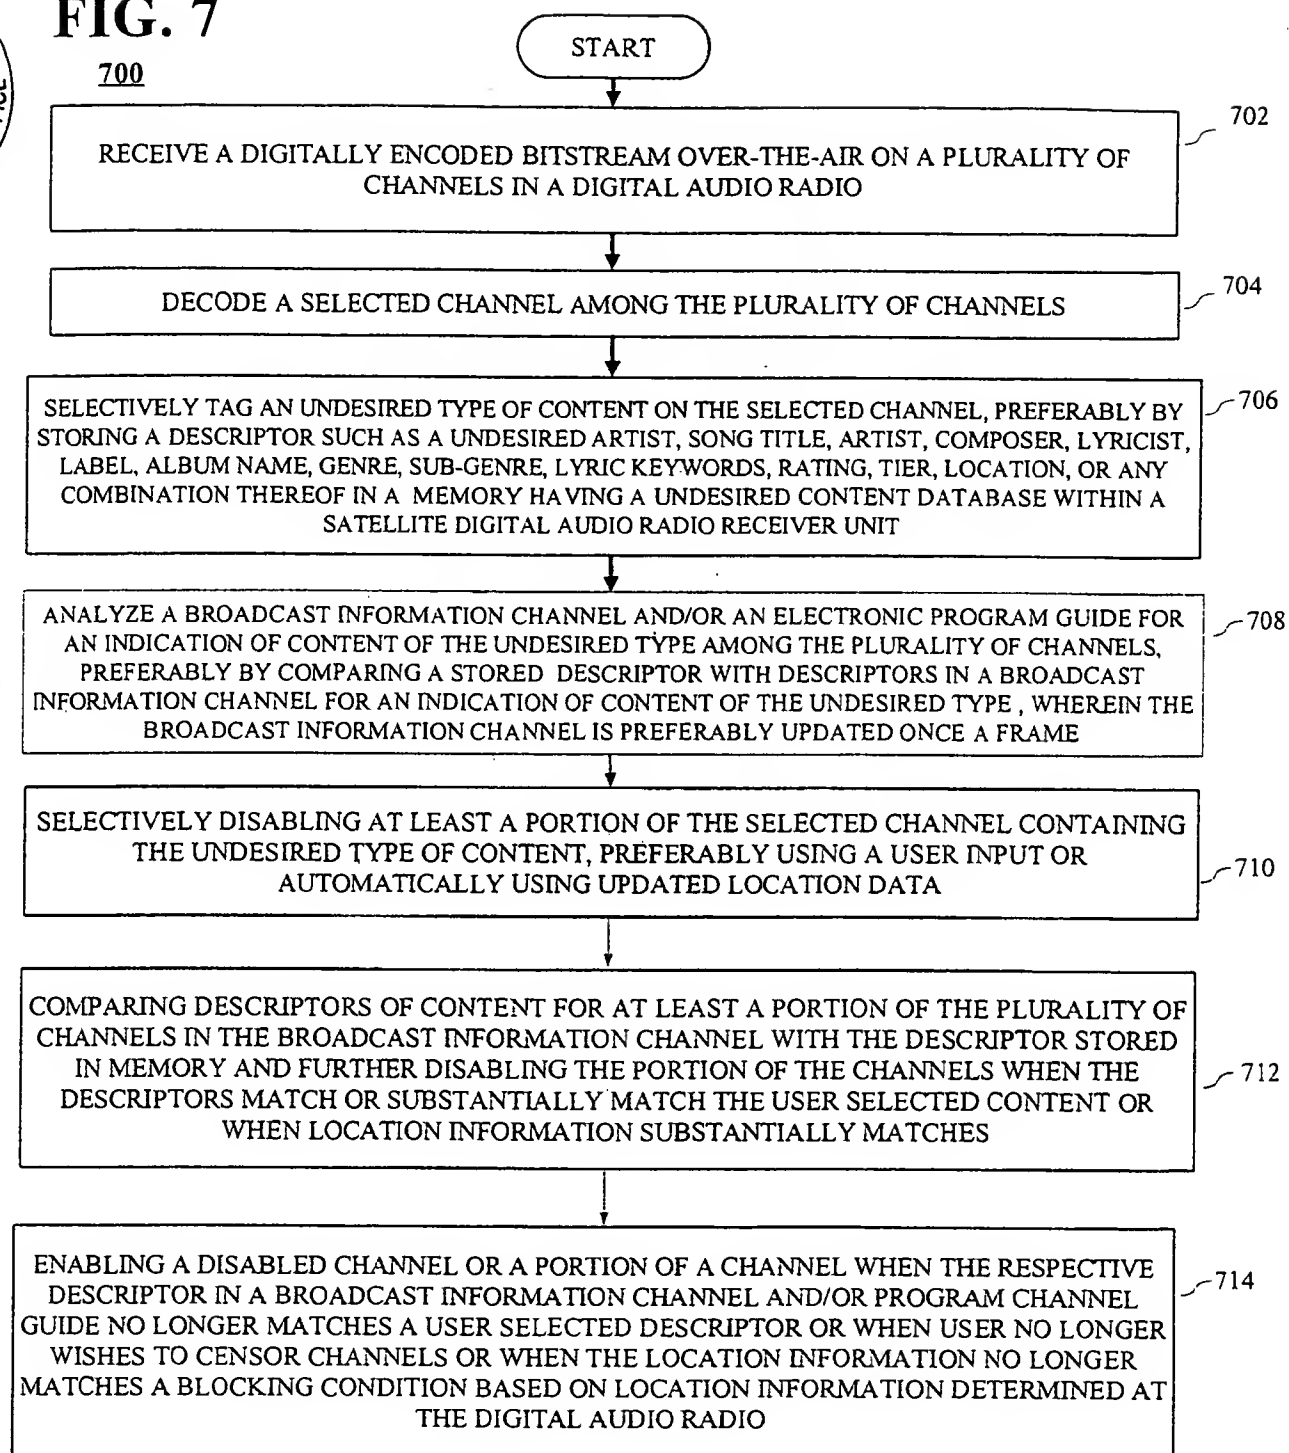 FIG. 7
700
START
702
RECEIVE A DIGITALLY ENCODED BITSTREAM OVER-THE-AIR ON A PLURALITY OF
CHANNELS IN A DIGITAL AUDIO RADIO
704
DECODE A SELECTED CHANNEL AMONG THE PLURALITY OF CHANNELS
706
SELECTIVELY TAG AN UNDESIRED TYPE OF CONTENT ON THE SELECTED CHANNEL, PREFERABLY BY
STORING A DESCRIPTOR SUCH AS A UNDESIRED ARTIST, SONG TITLE, ARTIST, COMPOSER, LYRICIST,
LABEL, ALBUM NAME, GENRE, SUB-GENRE, LYRIC KEYWORDS, RATING, TIER, LOCATION, OR ANY
COMBINATION THEREOF IN A MEMORY HAVING A UNDESIRED CONTENT DATABASE WITHIN A
SATELLITE DIGITAL AUDIO RADIO RECEIVER UNIT
708
ANALYZE A BROADCAST INFORMATION CHANNEL AND/OR AN ELECTRONIC PROGRAM GUIDE FOR
AN INDICATION OF CONTENT OF THE UNDESIRED TYPE AMONG THE PLURALITY OF CHANNELS,
PREFERABLY BY COMPARING A STORED DESCRIPTOR WITH DESCRIPTORS IN A BROADCAST
INFORMATION CHANNEL FOR AN INDICATION OF CONTENT OF THE UNDESIRED TYPE , WHEREIN THE
BROADCAST INFORMATION CHANNEL IS PREFERABLY UPDATED ONCE A FRAME
710
SELECTIVELY DISABLING AT LEAST A PORTION OF THE SELECTED CHANNEL CONTAINING
THE UNDESIRED TYPE OF CONTENT, PREFERABLY USING A USER INPUT OR
AUTOMATICALLY USING UPDATED LOCATION DATA
712
COMPARING DESCRIPTORS OF CONTENT FOR AT LEAST A PORTION OF THE PLURALITY OF
CHANNELS IN THE BROADCAST INFORMATION CHANNEL WITH THE DESCRIPTOR STORED
IN MEMORY AND FURTHER DISABLING THE PORTION OF THE CHANNELS WHEN THE
DESCRIPTORS MATCH OR SUBSTANTIALLY MATCH THE USER SELECTED CONTENT OR
WHEN LOCATION INFORMATION SUBSTANTIALLY MATCHES
714
ENABLING A DISABLED CHANNEL OR A PORTION OF A CHANNEL WHEN THE RESPECTIVE
DESCRIPTOR IN A BROADCAST INFORMATION CHANNEL AND/OR PROGRAM CHANNEL
GUIDE NO LONGER MATCHES A USER SELECTED DESCRIPTOR OR WHEN USER NO LONGER
WISHES TO CENSOR CHANNELS OR WHEN THE LOCATION INFORMATION NO LONGER
MATCHES A BLOCKING CONDITION BASED ON LOCATION INFORMATION DETERMINED AT
THE DIGITAL AUDIO RADIO